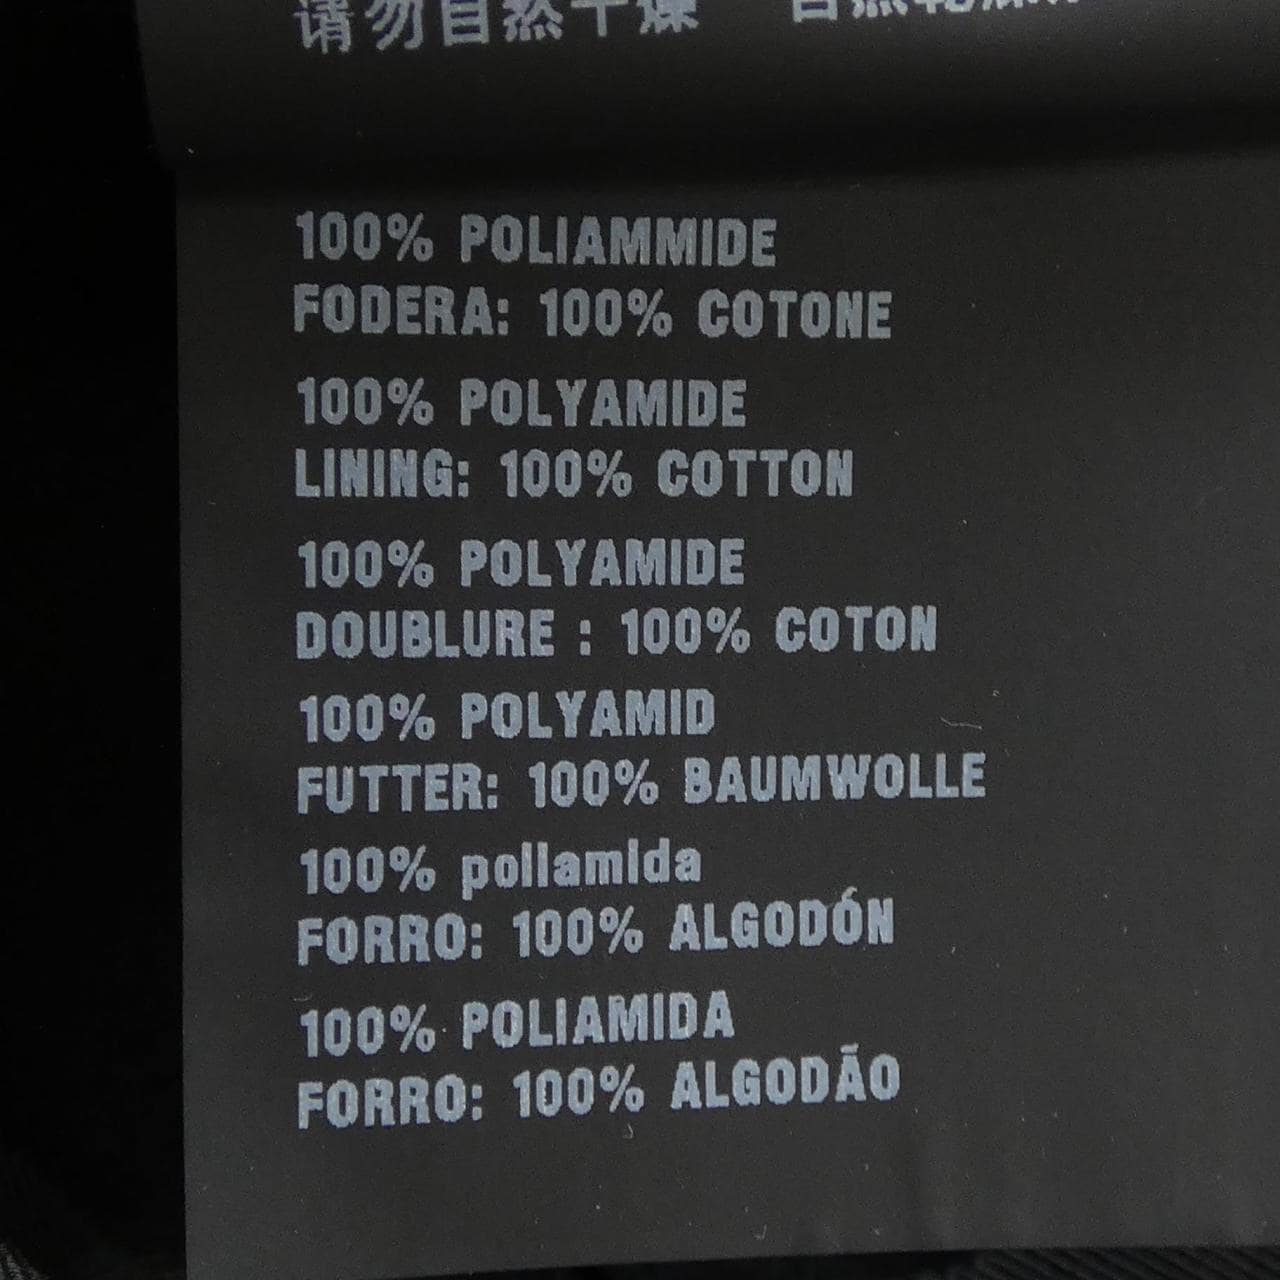 请勿自然干燥
100% POLIAMMIDE
FODERA: 100% COTONE
100% POLYAMIDE
LINING: 100% COTTON
100% POLYAMIDE
DOUBLURE : 100% COTON
100% POLYAMID
FUTTER: 100% BAUMWOLLE
100% poliamida
FORRO: 100% ALGODÓN
100% POLIAMIDA
FORRO: 100% ALGODÃO